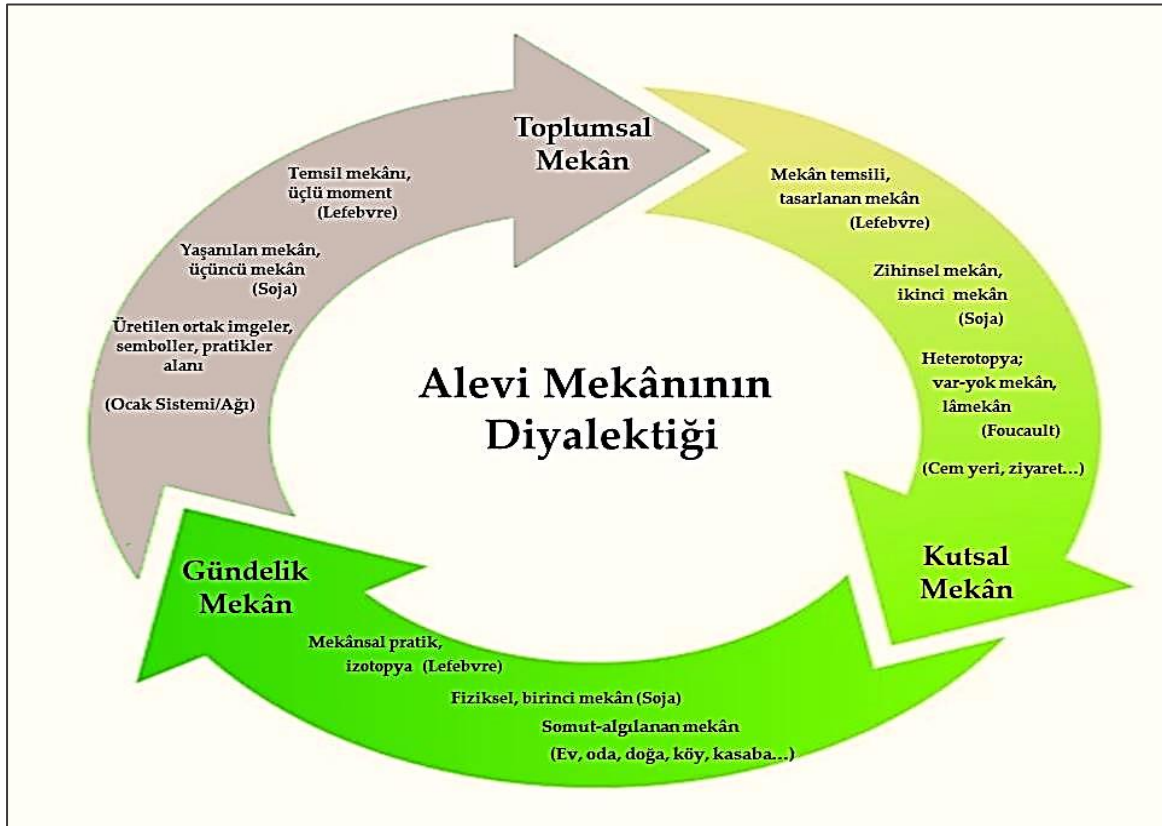 Toplumsal
Mekân
Temsil mekânı,
üçlü moment
(Lefebvre)
Yaşanılan mekân,
üçüncü mekân
(Soja)
Üretilen ortak imgeler,
semboller, pratikler
alanı
(Ocak Sistemi/Ağı)
Mekân temsili,
tasarlanan mekân
(Lefebvre)
Zihinsel mekân,
ikinci mekân
(Soja)
Heterotopya;
var-yok mekân,
lâmekân
(Foucault)
(Cem yeri, ziyaret...)
Kutsal
Mekân
Alevi Mekânının
Diyalektiği
Gündelik
Mekân
Mekânsal pratik,
izotopya (Lefebvre)
Fiziksel, birinci mekân (Soja)
Somut-algılanan mekân
(Ev, oda, doğa, köy, kasaba...)